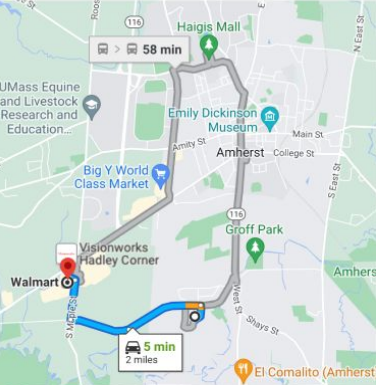 116
Haigis Mall
58 min
UMass Equine
and Livestock
Research and
Education...
Emily Dickinson
Museum
Main St
Amity St
Amherst
College St
Big Y World
Class Market
N East St
S East St
116
Groff Park
Visionworks
Hadley Corner
Walmart
S Maple St
West St
Shays St
Amhers
5 min
2 miles
El Comalito (Amherst